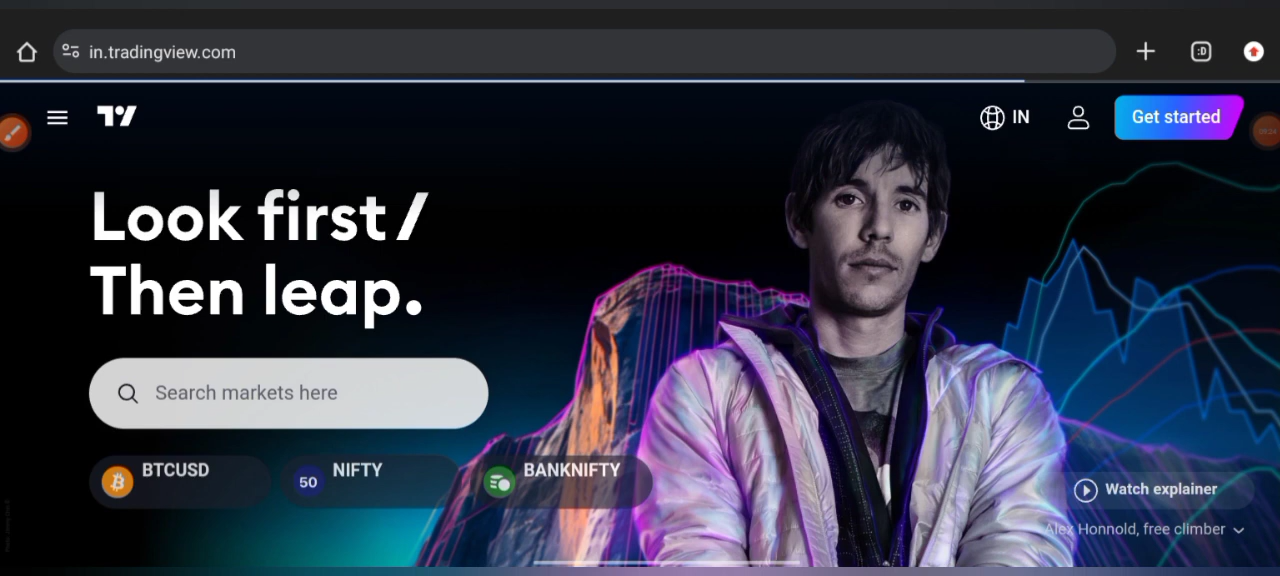 in.tradingview.com
:D
IN
Get started
Look first /
Then leap.
Search markets here
BTCUSD
50
NIFTY
BANKNIFTY
Watch explainer
Alex Honnold, free climber